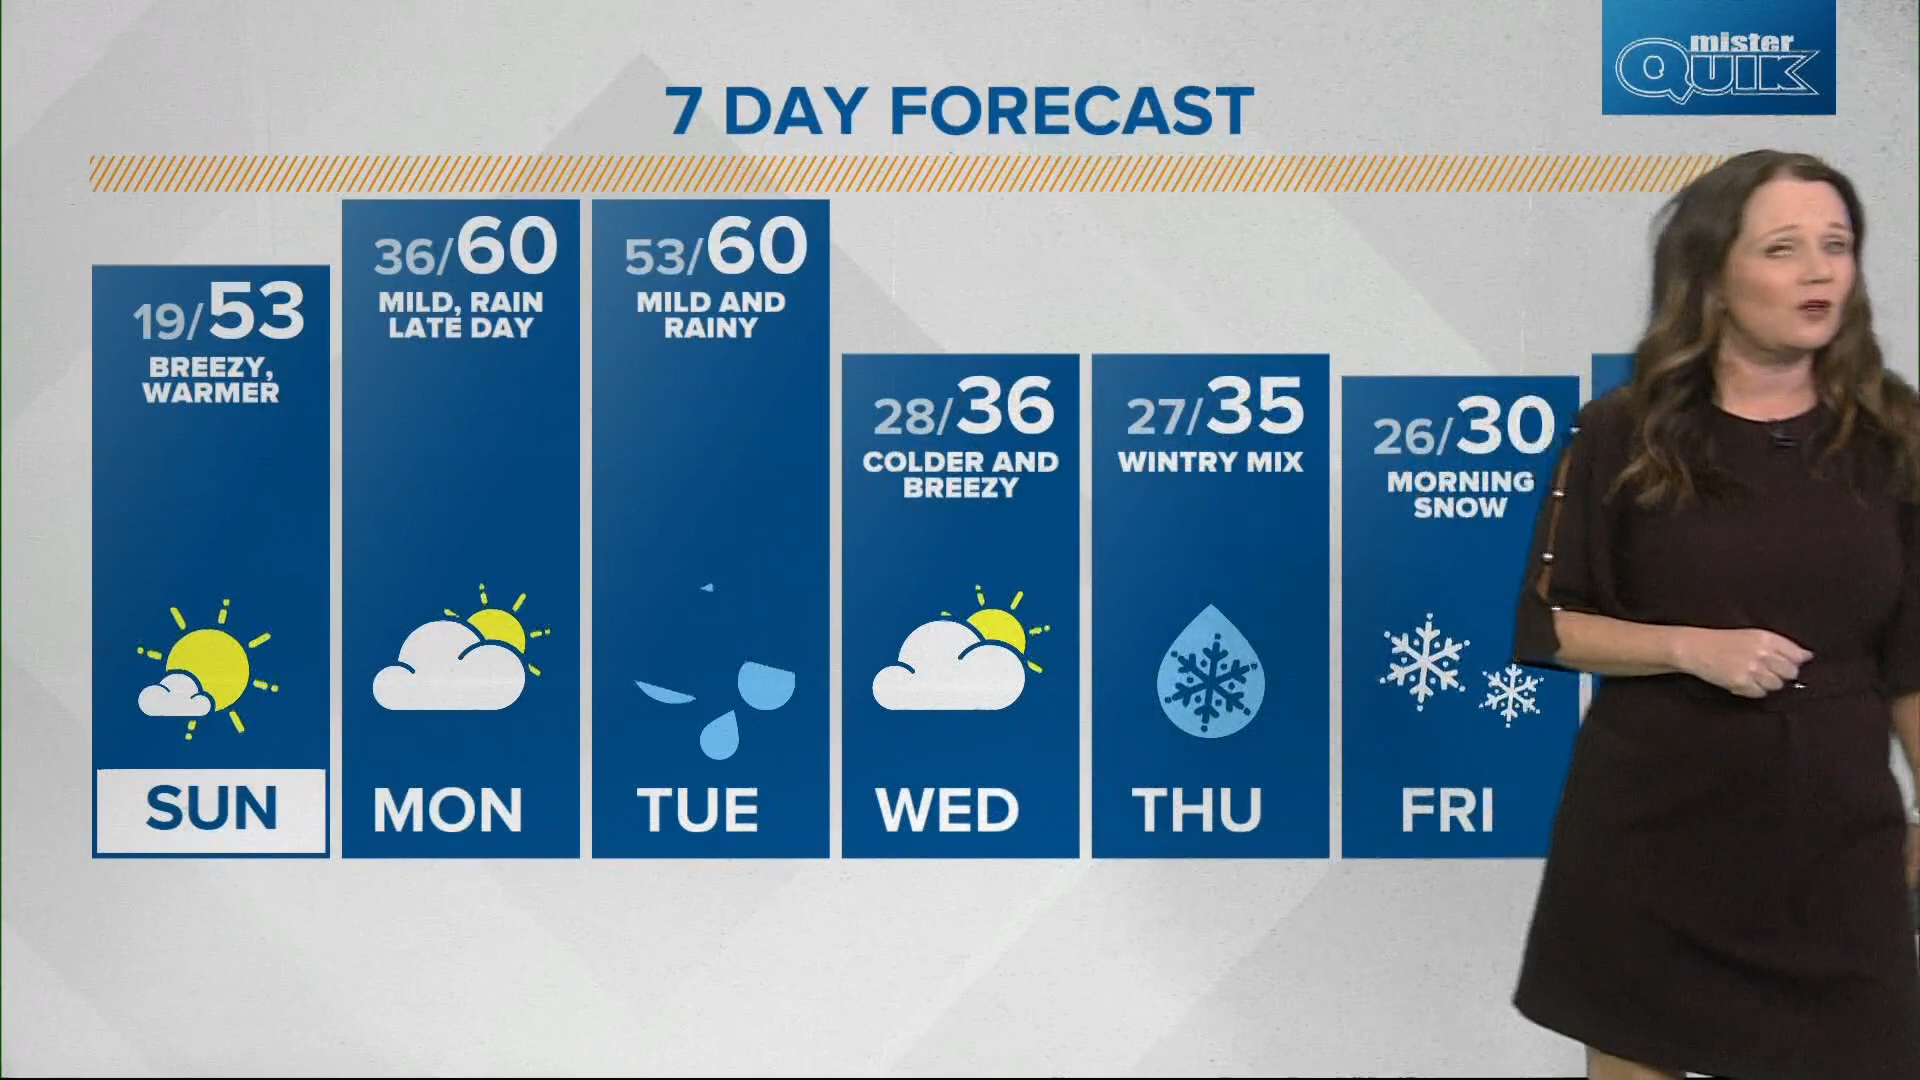 mister
QUIK
7 DAY FORECAST
19/53
BREEZY,
WARMER
SUN
36/60
MILD, RAIN
LATE DAY
MON
53/60
MILD AND
RAINY
TUE
28/36
COLDER AND
BREEZY
WED
27/35
WINTRY MIX
THU
26/30
MORNING
SNOW
FRI